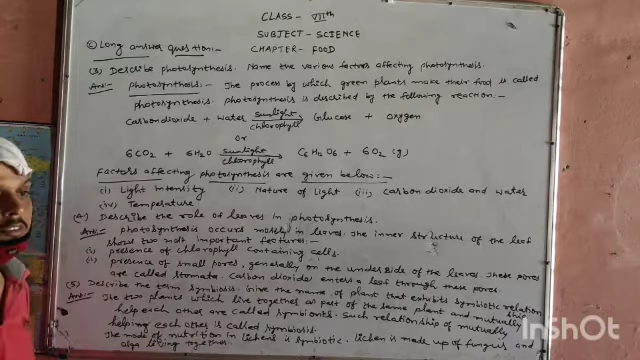 CLASS - VIIth
SUBJECT - SCIENCE
CHAPTER - FOOD
(C) Long answer question: -
(3) Describe photosynthesis. Name the various factors affecting photosynthesis.
Ans:- Photosynthesis:- The process by which green plants make their food is called
photosynthesis. Photosynthesis is described by the following reaction:-
Carbondioxide + Water sunlight→ chlorophyll Glucose + oxygen
or
6CO2 + 6H2O sunlight→ chlorophyll C6H12O6 + 6O2 (g)
Factors affecting photosynthesis are given below:-
(i) Light Intensity (ii) Nature of Light (iii) Carbondioxide and water
(iv) Temperature.
(4) Describe the role of leaves in photosynthesis.
Ans:- Photosynthesis occurs mostly in leaves. The inner structure of the leaf
shows two most important features:-
(i) presence of chlorophyll containing cells.
(ii) presence of small pores, generally on the underside of the leaves. These pores
are called stomata. Carbon dioxide enters a leaf through these pores.
(5) Describe the term symbiosis. Give the name of plant that exhibits symbiotic relationship
Ans:- The two plants which live together as part of the same plant and mutually
help each other are called symbionts. Such relationship of mutually
helping each other is called symbiosis.
The mode of nutrition in lichens is symbiotic. Lichen is made up of fungus and
alga living together.
InShOt